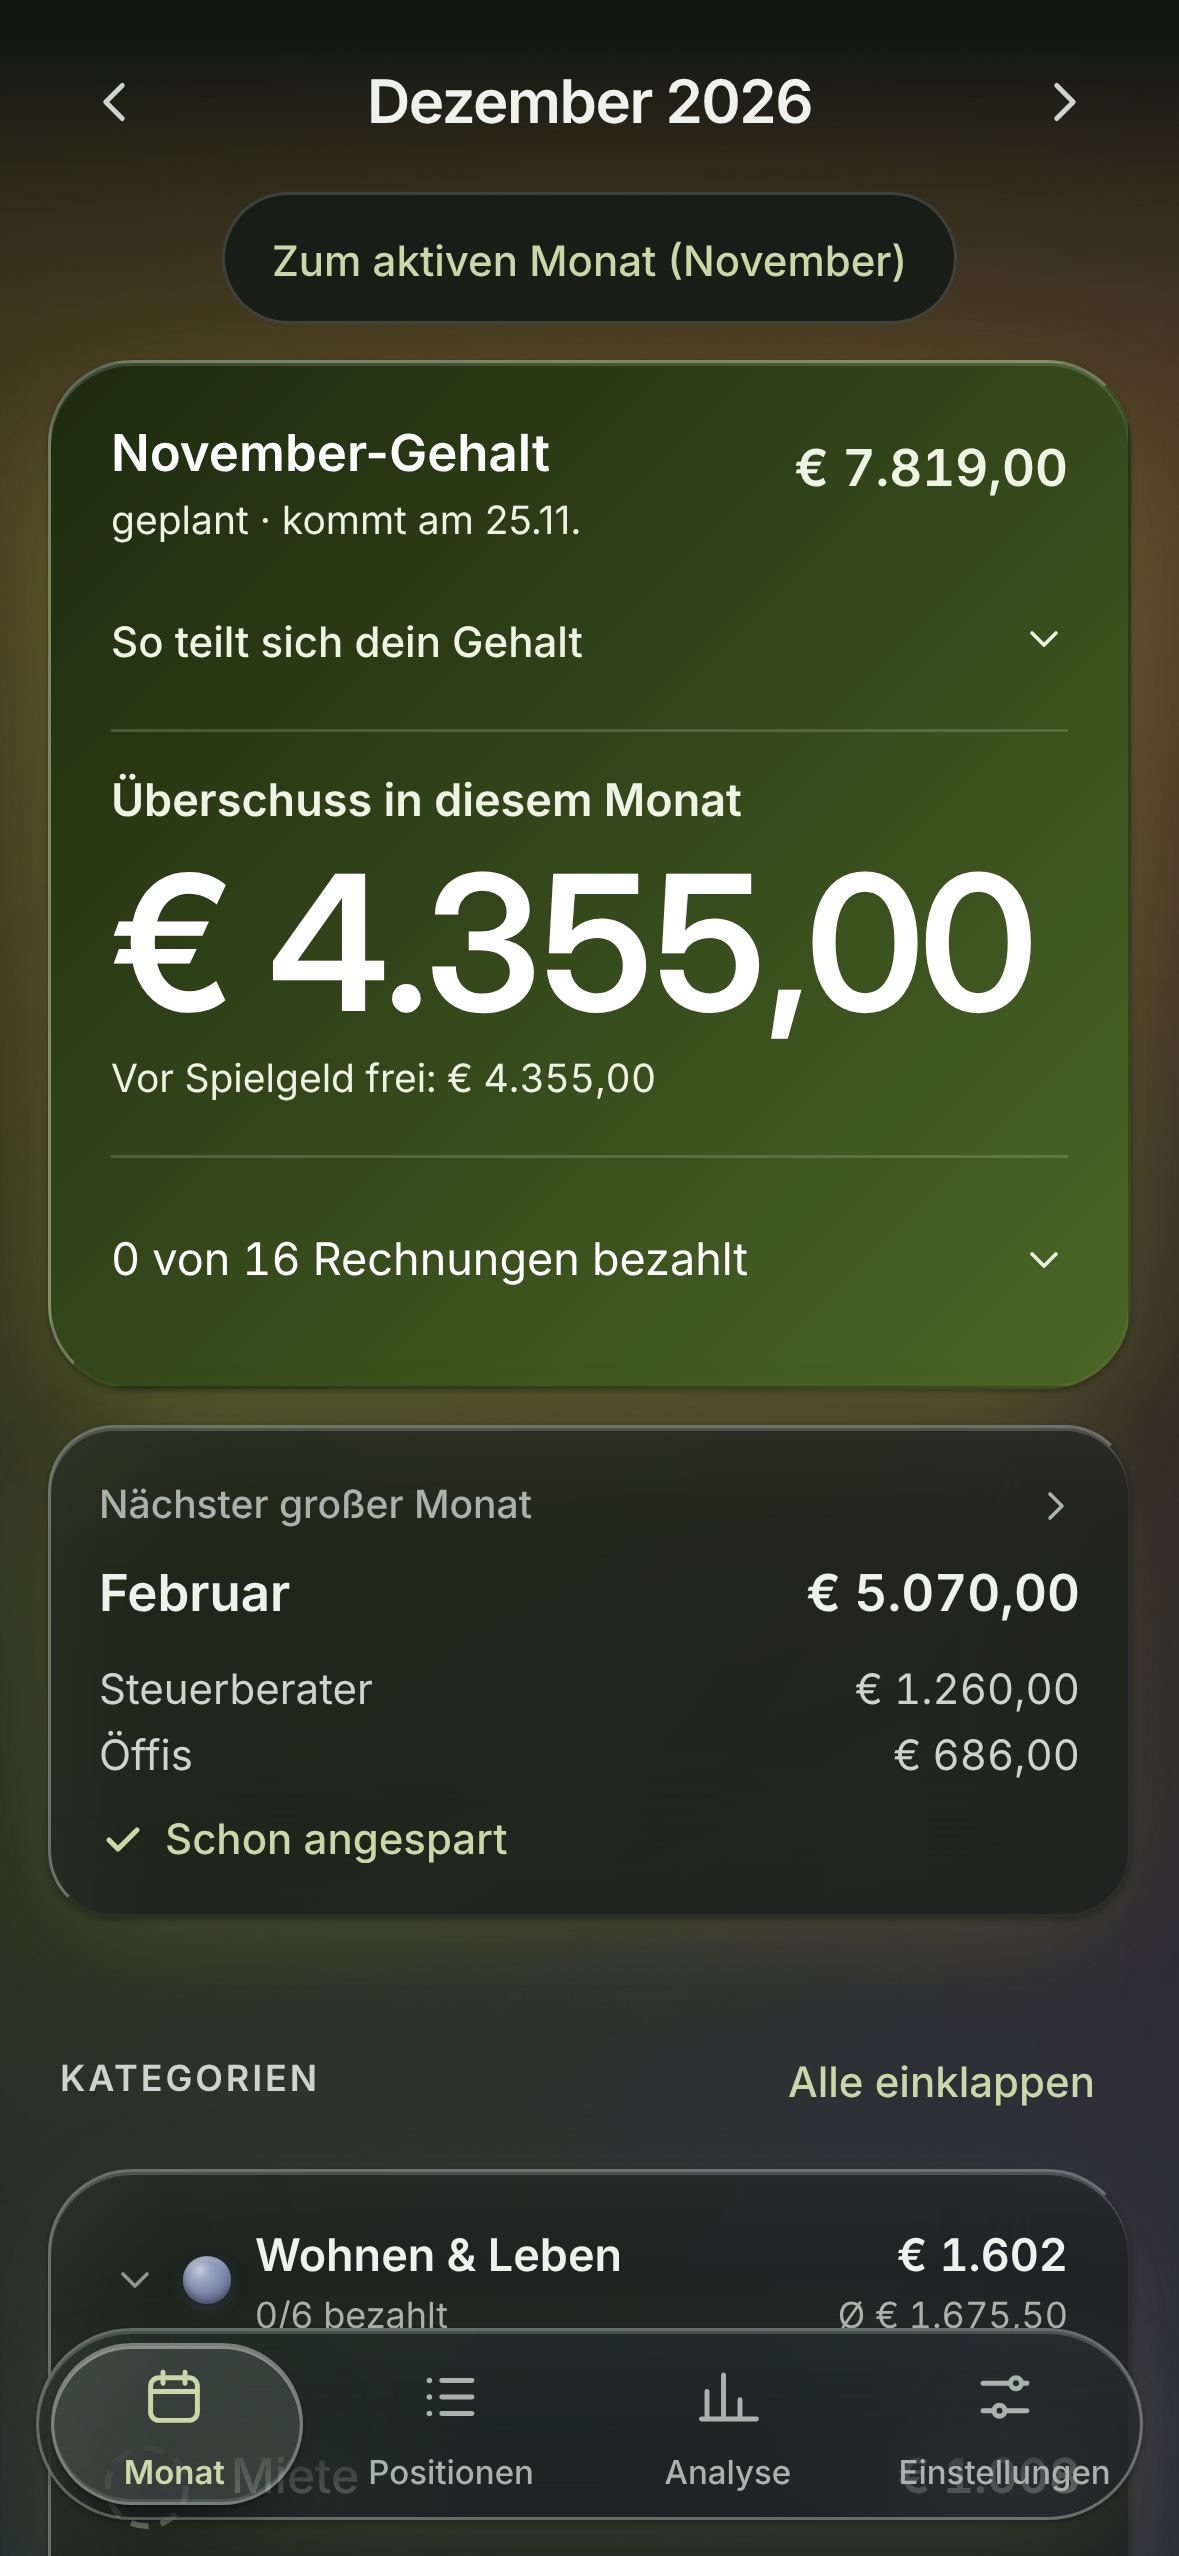 Dezember 2026
Zum aktiven Monat (November)
November-Gehalt
€ 7.819,00
geplant · kommt am 25.11.
So teilt sich dein Gehalt
Überschuss in diesem Monat
€ 4.355,00
Vor Spielgeld frei: € 4.355,00
0 von 16 Rechnungen bezahlt
Nächster großer Monat
Februar € 5.070,00
Steuerberater € 1.260,00
Öffis € 686,00
Schon angespart
KATEGORIEN Alle einklappen
Wohnen & Leben € 1.602
0/6 bezahlt Ø € 1.675,50
Miete € 1.008
Monat Positionen Analyse Einstellungen